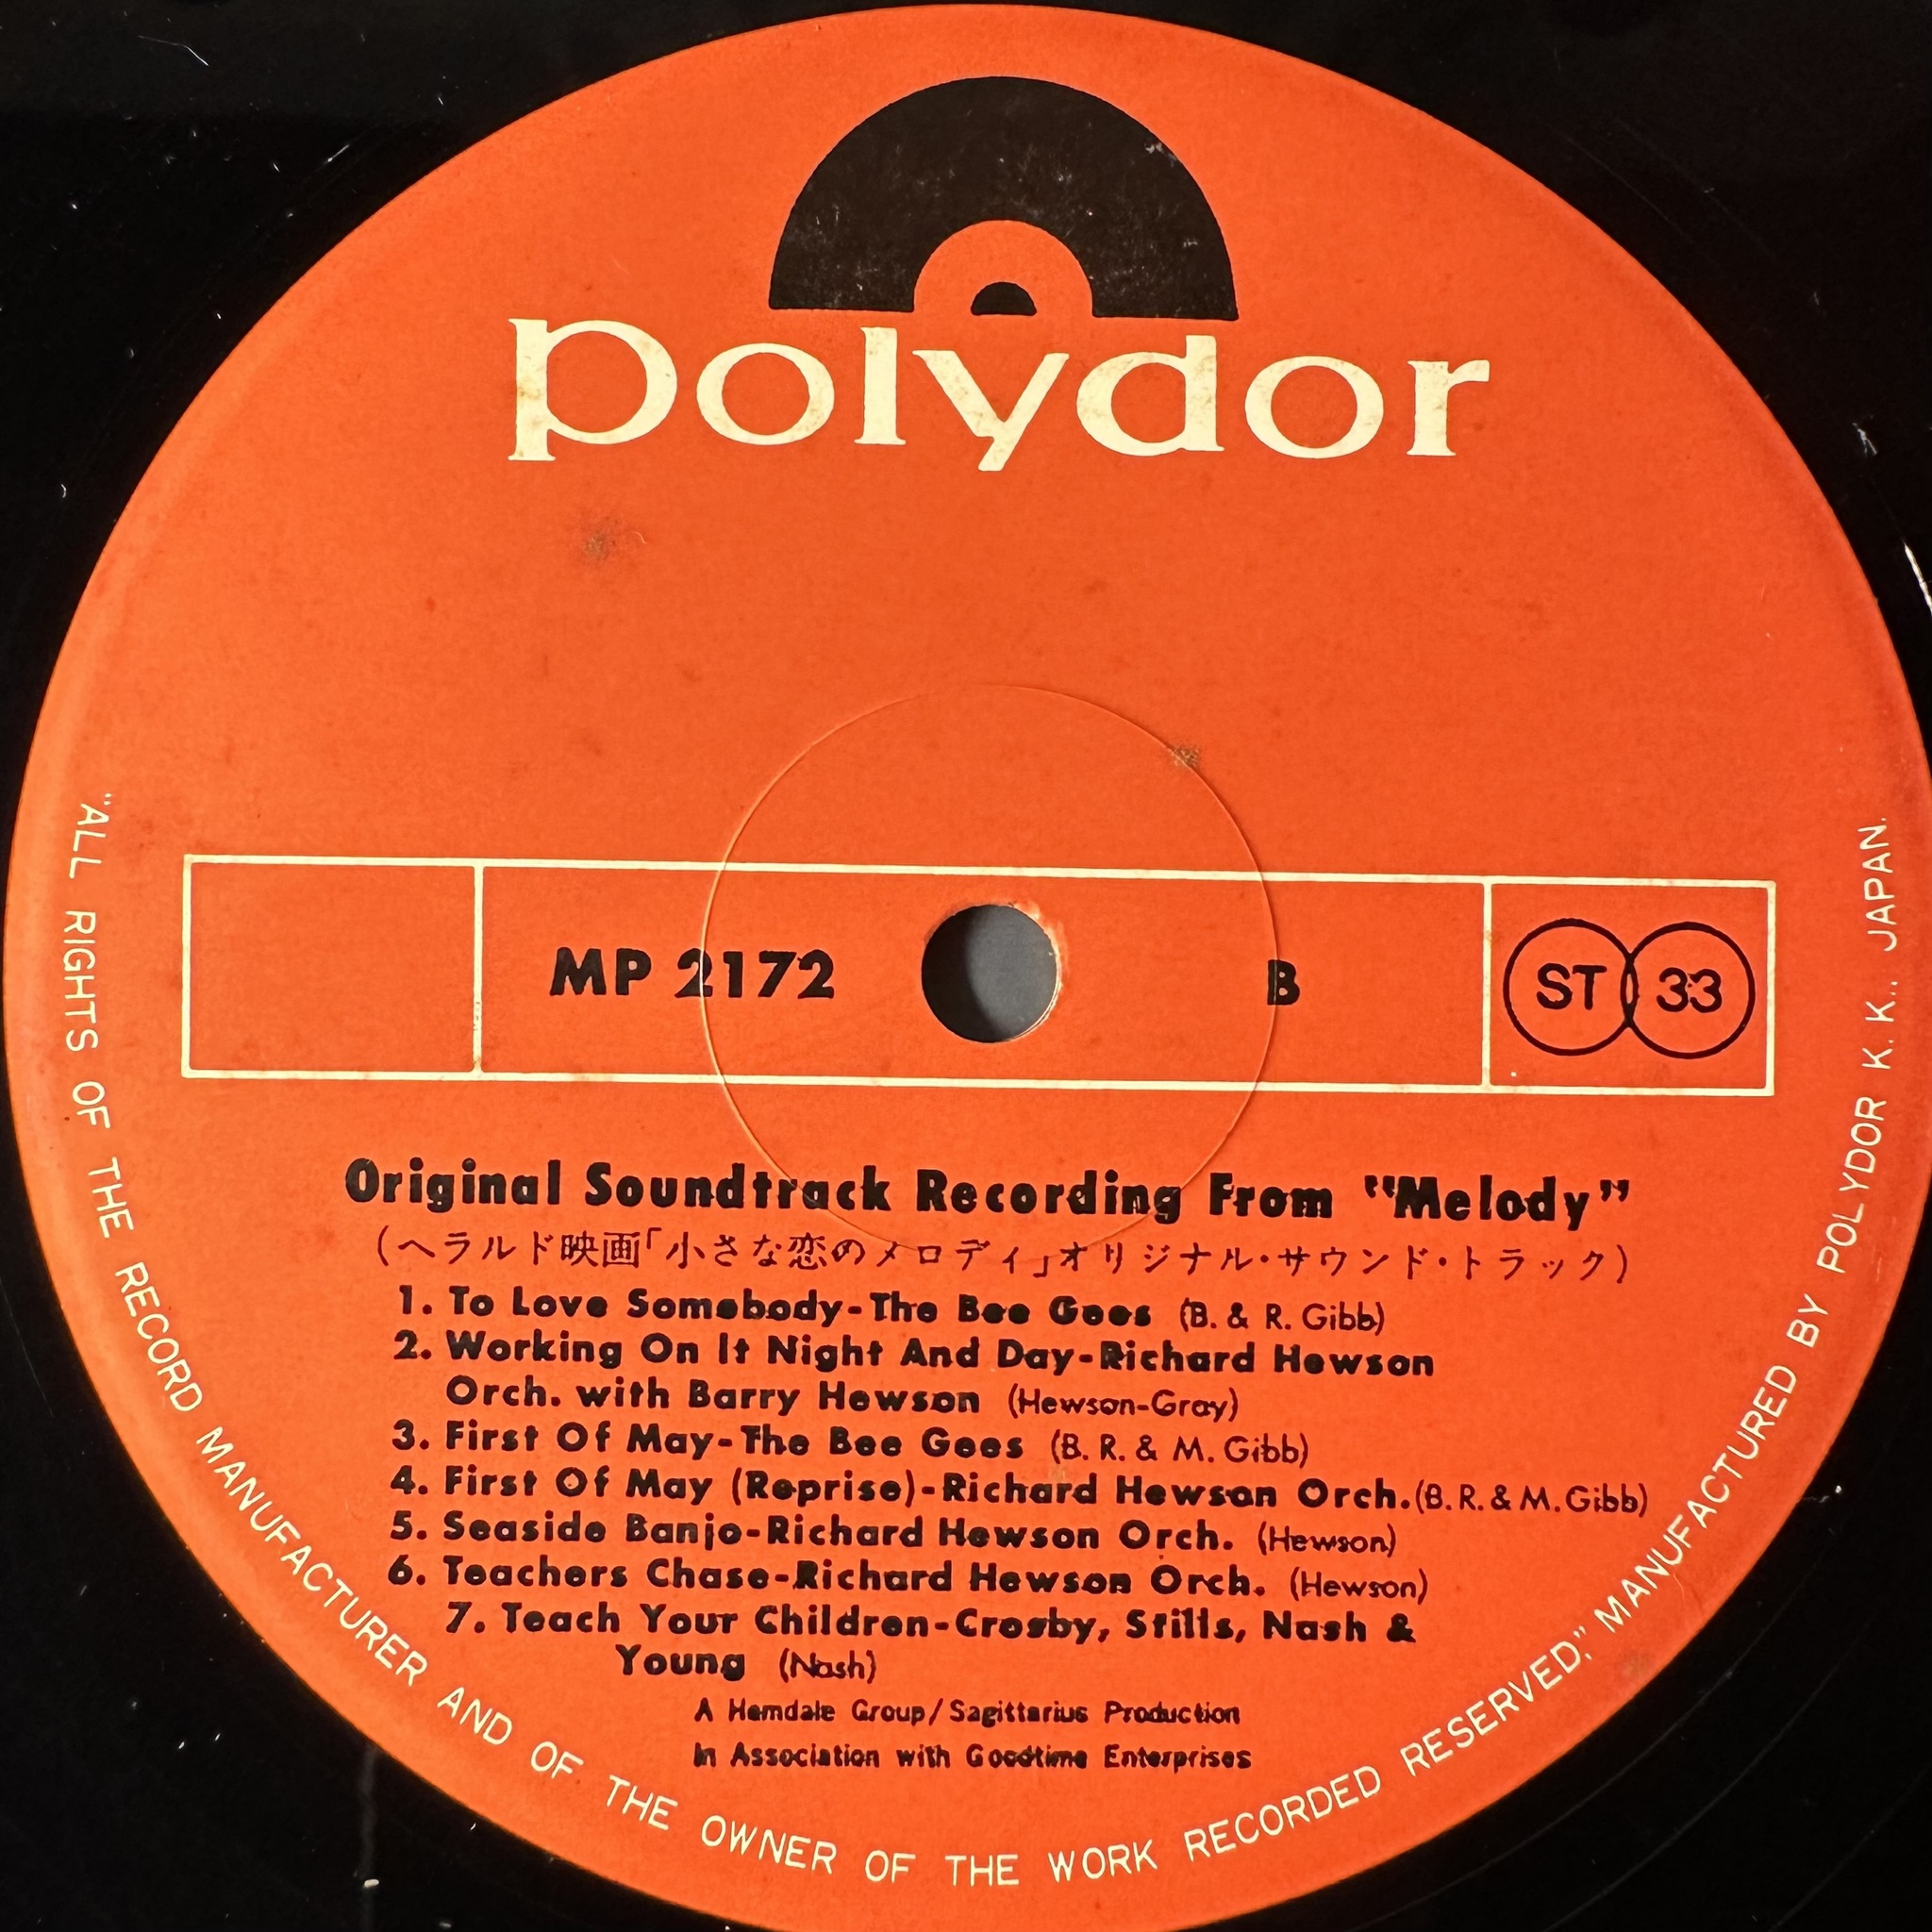 polydor
MP 2172
B
ST 33
Original Soundtrack Recording From "Melody"
(ヘラルド映画「小さな恋のメロディ」オリジナル・サウンド・トラック)
1. To Love Somebody-The Bee Gees (B. & R. Gibb)
2. Working On It Night And Day-Richard Hewson
Orch. with Barry Hewson (Hewson-Gray)
3. First Of May-The Bee Gees (B. R. & M. Gibb)
4. First Of May (Reprise)-Richard Hewson Orch.(B.R.& M.Gibb)
5. Seaside Banjo-Richard Hewson Orch. (Hewson)
6. Teachers Chase-Richard Hewson Orch. (Hewson)
7. Teach Your Children-Crosby, Stills, Nash &
Young (Nash)
A Hemdale Group/Sagittarius Production
In Association with Goodtime Enterprises
"ALL RIGHTS OF THE RECORD MANUFACTURER AND OF THE OWNER OF THE WORK RECORDED RESERVED," MANUFACTURED BY POLYDOR K. K., JAPAN.